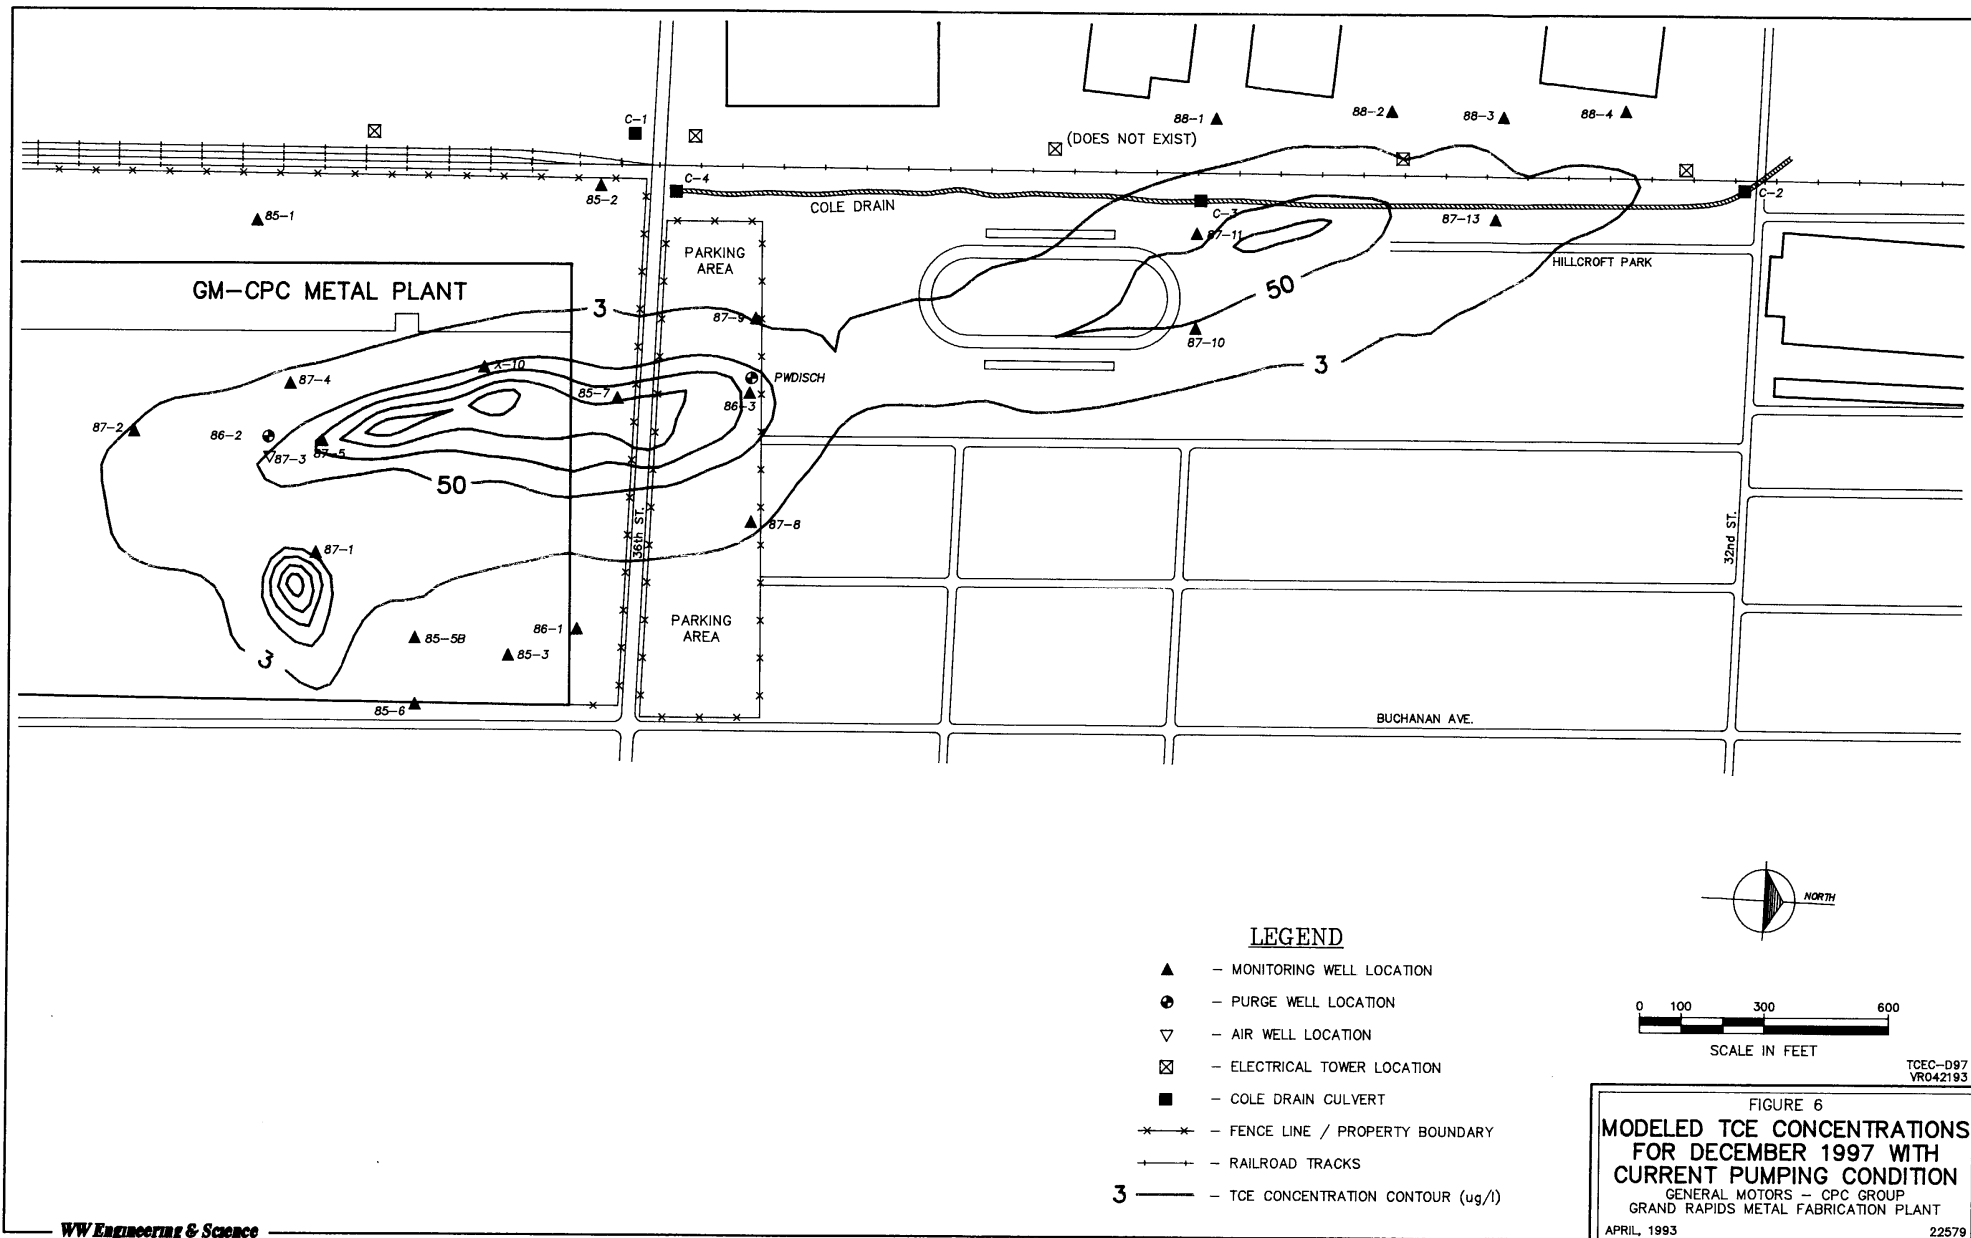 88-1
88-2
88-3
88-4
C-1
(DOES NOT EXIST)
C-4
85-2
COLE DRAIN
C-3
C-2
85-1
87-13
87-11
PARKING
AREA
HILLCROFT PARK
GM-CPC METAL PLANT
50
3
87-9
87-10
3
X-10
87-4
PWDISCH
85-7
86-3
87-2
86-2
87-5
87-3
50
36th ST.
87-8
32nd ST.
87-1
PARKING
AREA
86-1
85-5B
85-3
3
85-6
BUCHANAN AVE.
NORTH
LEGEND
– MONITORING WELL LOCATION
– PURGE WELL LOCATION
– AIR WELL LOCATION
– ELECTRICAL TOWER LOCATION
– COLE DRAIN CULVERT
– FENCE LINE / PROPERTY BOUNDARY
– RAILROAD TRACKS
3 – TCE CONCENTRATION CONTOUR (ug/l)
0 100 300 600
SCALE IN FEET
TCEC-D97
VR042193
FIGURE 6
MODELED TCE CONCENTRATIONS
FOR DECEMBER 1997 WITH
CURRENT PUMPING CONDITION
GENERAL MOTORS – CPC GROUP
GRAND RAPIDS METAL FABRICATION PLANT
APRIL, 1993 22579
WW Engineering & Science